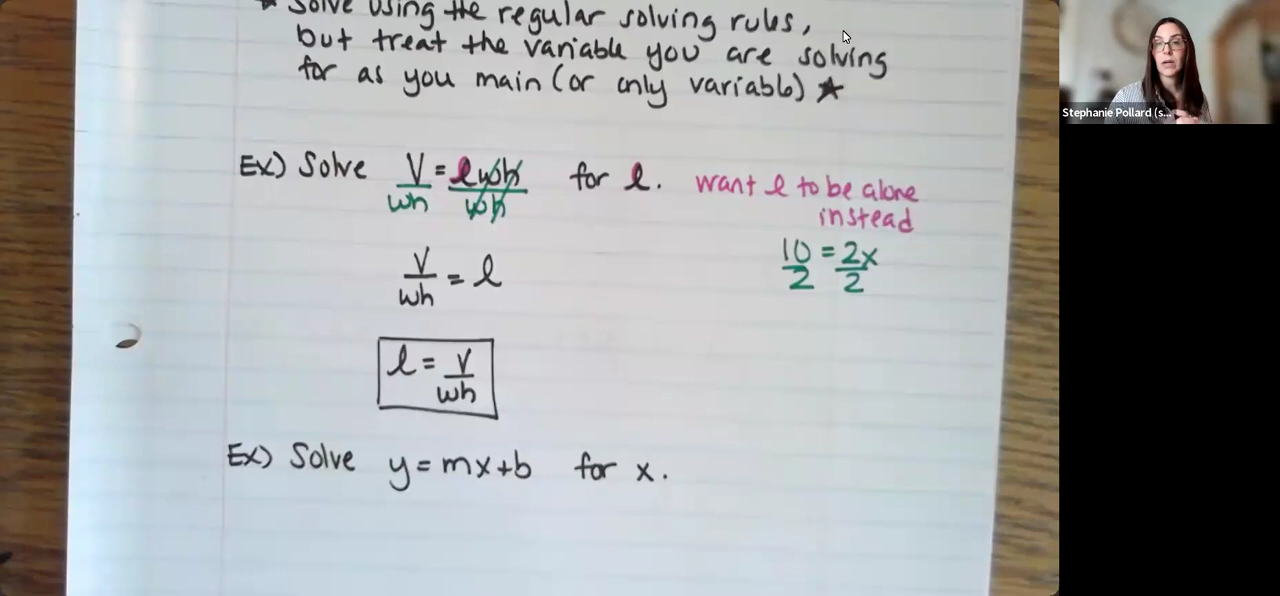 ★ Solve using the regular solving rules,
but treat the variable you are solving
for as you main (or only variable) ★
Stephanie Pollard (s...
Ex) Solve V/wh = lwh/wh for l. want l to be alone
instead
10/2 = 2x/2
V/wh = l
l = V/wh
Ex) Solve y = mx+b for x.